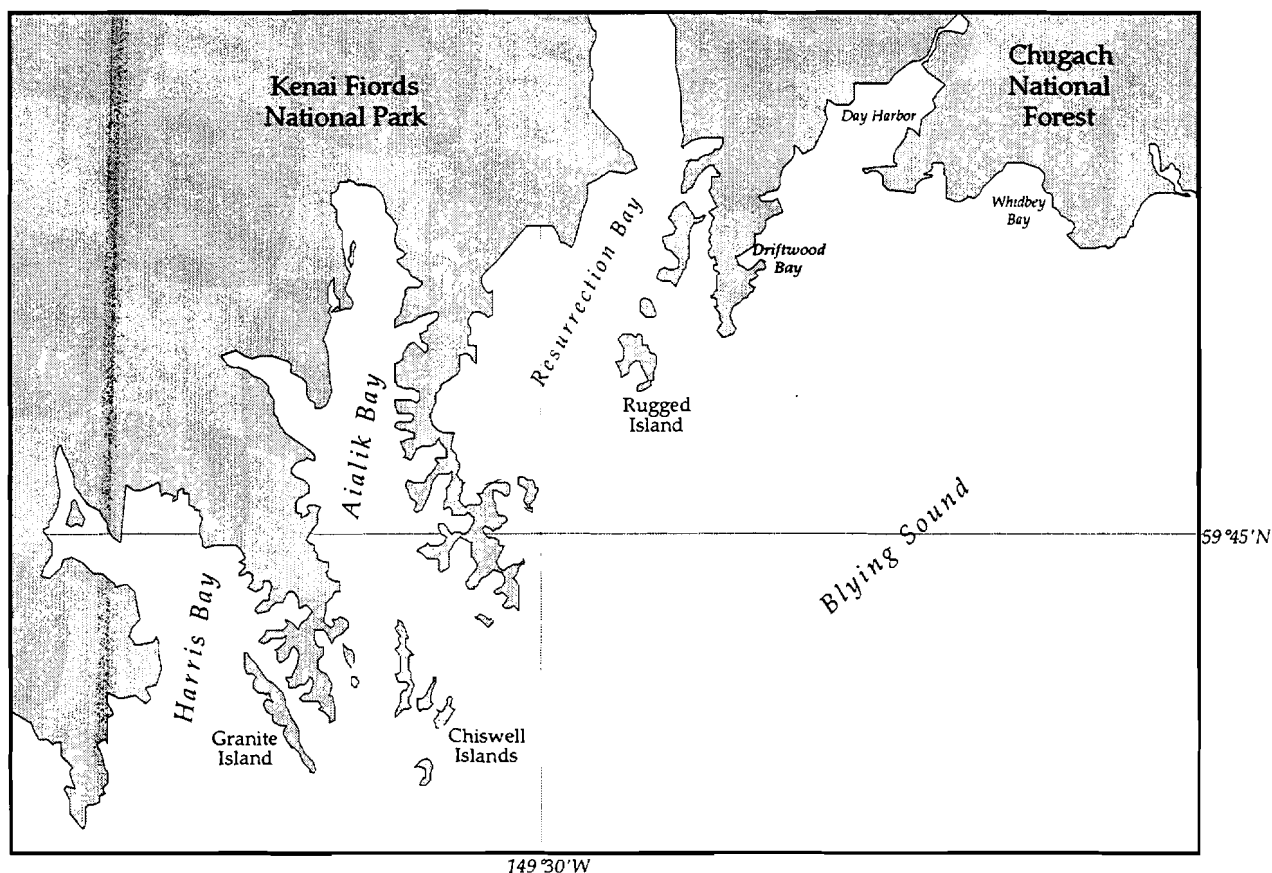 Kenai Fiords
National Park
Chugach
National
Forest
Day Harbor
Whidbey
Bay
Driftwood
Bay
Resurrection Bay
Rugged
Island
Aialik Bay
Blying Sound
59°45'N
Harris Bay
Granite
Island
Chiswell
Islands
149°30'W